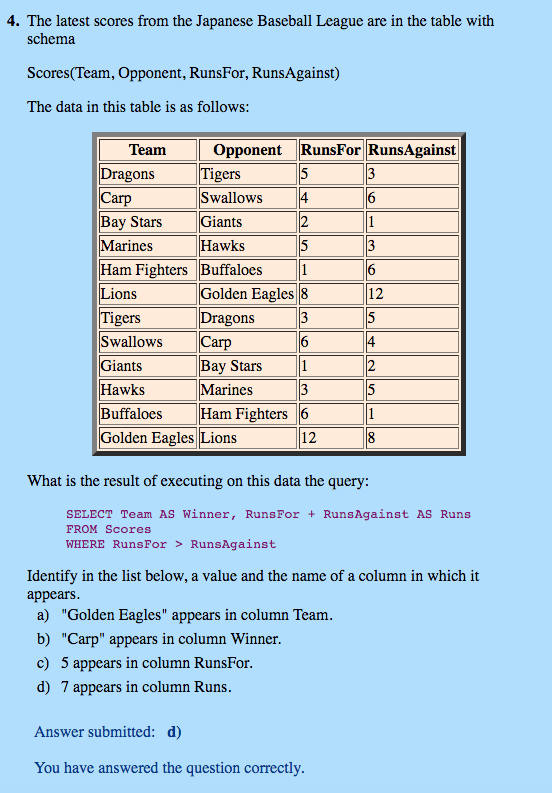 4. The latest scores from the Japanese Baseball League are in the table with
schema
Scores(Team, Opponent, RunsFor, RunsAgainst)
The data in this table is as follows:
Team Opponent RunsFor RunsAgainst
Dragons Tigers 5 3
Carp Swallows 4 6
Bay Stars Giants 2 1
Marines Hawks 5 3
Ham Fighters Buffaloes 1 6
Lions Golden Eagles 8 12
Tigers Dragons 3 5
Swallows Carp 6 4
Giants Bay Stars 1 2
Hawks Marines 3 5
Buffaloes Ham Fighters 6 1
Golden Eagles Lions 12 8
What is the result of executing on this data the query:
SELECT Team AS Winner, RunsFor + RunsAgainst AS Runs
FROM Scores
WHERE RunsFor > RunsAgainst
Identify in the list below, a value and the name of a column in which it
appears.
a) "Golden Eagles" appears in column Team.
b) "Carp" appears in column Winner.
c) 5 appears in column RunsFor.
d) 7 appears in column Runs.
Answer submitted: d)
You have answered the question correctly.